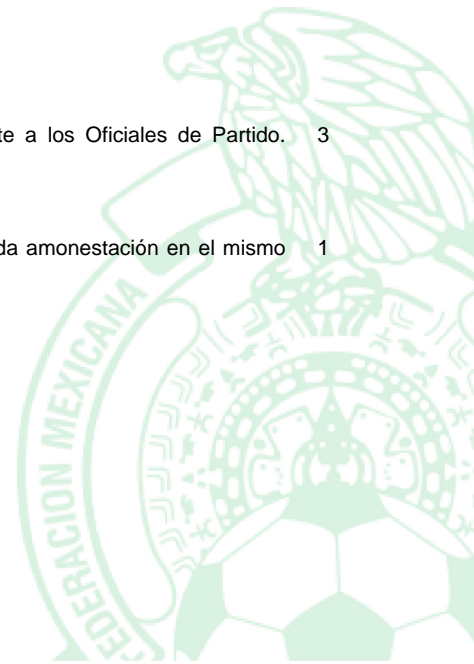 te a los Oficiales de Partido. 3
da amonestación en el mismo 1
FEDERACION MEXICANA